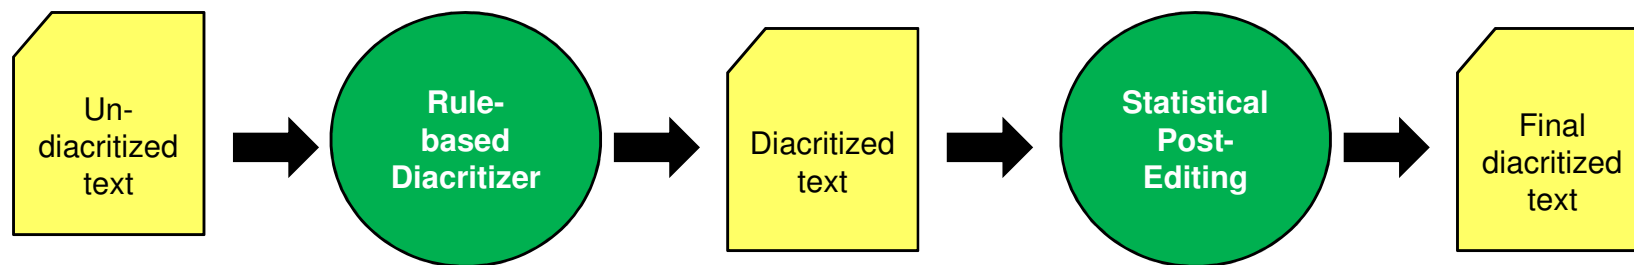 Un-
diacritized
text
Rule-
based
Diacritizer
Diacritized
text
Statistical
Post-
Editing
Final
diacritized
text